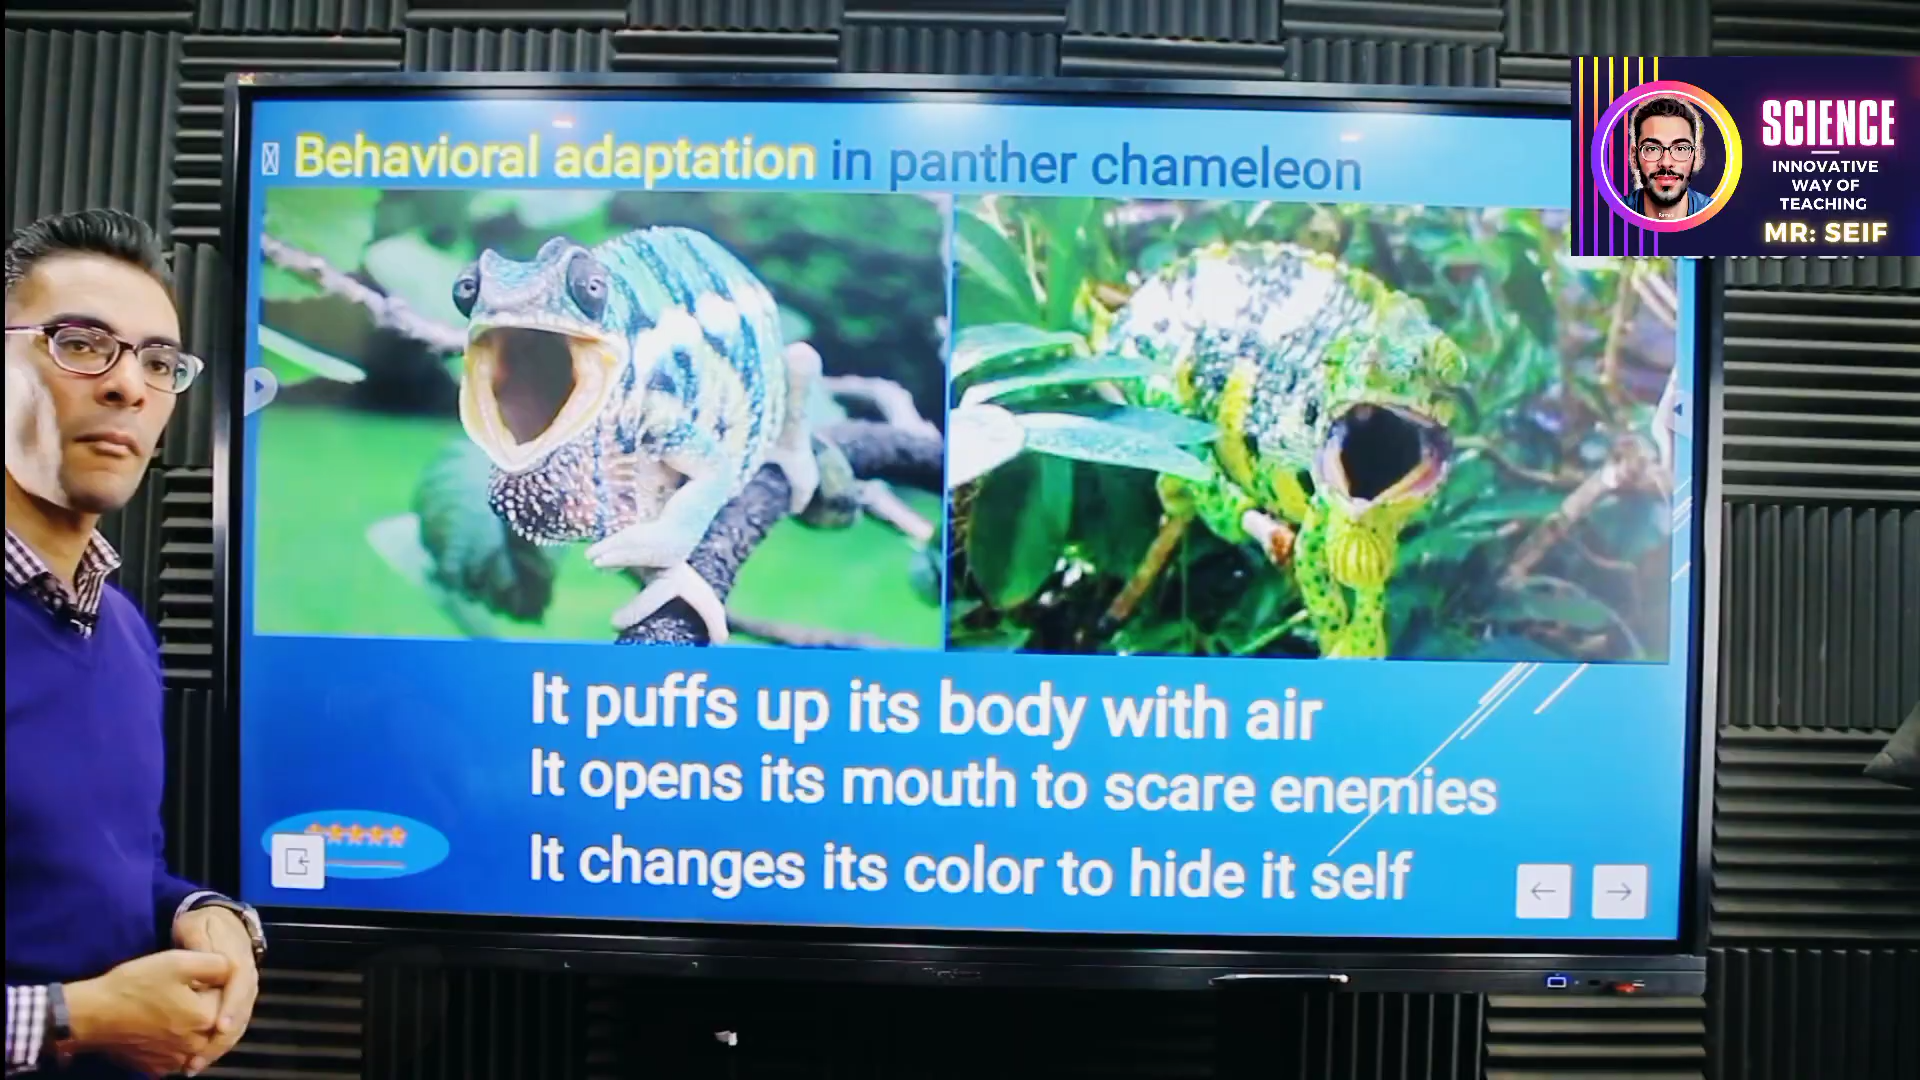 Behavioral adaptation in panther chameleon
It puffs up its body with air
It opens its mouth to scare enemies
It changes its color to hide it self
SCIENCE
INNOVATIVE
WAY OF
TEACHING
MR: SEIF